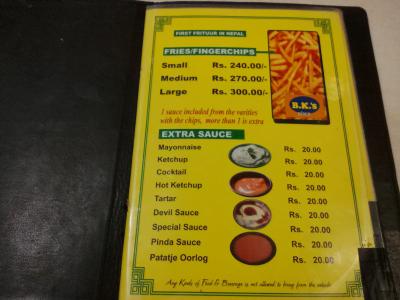 FIRST FRITUUR IN NEPAL
FRIES/FINGERCHIPS
Small Rs. 240.00/-
Medium Rs. 270.00/-
Large Rs. 300.00/-
B.K.'s
1 sauce included from the varities
with the chips, more than 1 is extra
EXTRA SAUCE
Mayonnaise Rs. 20.00
Ketchup Rs. 20.00
Cocktail Rs. 20.00
Hot Ketchup Rs. 20.00
Tartar Rs. 20.00
Devil Sauce Rs. 20.00
Special Sauce Rs. 20.00
Pinda Sauce Rs. 20.00
Patatje Oorlog Rs. 20.00
Any Kinds of Food & Beverage is not allowed to bring from the outside